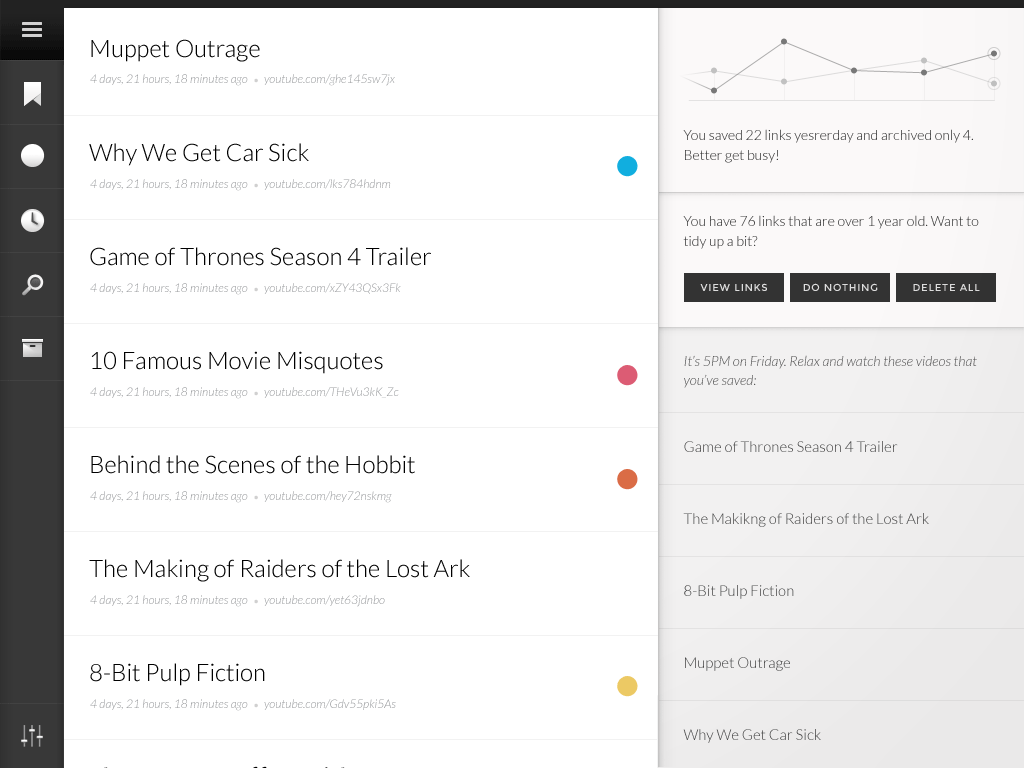 Muppet Outrage
4 days, 21 hours, 18 minutes ago • youtube.com/ghe145sw7jx
Why We Get Car Sick
4 days, 21 hours, 18 minutes ago • youtube.com/lks784hdnm
Game of Thrones Season 4 Trailer
4 days, 21 hours, 18 minutes ago • youtube.com/xZY43QSx3Fk
10 Famous Movie Misquotes
4 days, 21 hours, 18 minutes ago • youtube.com/THeVu3kK_Zc
Behind the Scenes of the Hobbit
4 days, 21 hours, 18 minutes ago • youtube.com/hey72nskmg
The Making of Raiders of the Lost Ark
4 days, 21 hours, 18 minutes ago • youtube.com/yet63jdnbo
8-Bit Pulp Fiction
4 days, 21 hours, 18 minutes ago • youtube.com/Gdv55pki5As
You saved 22 links yesrerday and archived only 4.
Better get busy!
You have 76 links that are over 1 year old. Want to
tidy up a bit?
VIEW LINKS
DO NOTHING
DELETE ALL
It's 5PM on Friday. Relax and watch these videos that
you've saved:
Game of Thrones Season 4 Trailer
The Makikng of Raiders of the Lost Ark
8-Bit Pulp Fiction
Muppet Outrage
Why We Get Car Sick